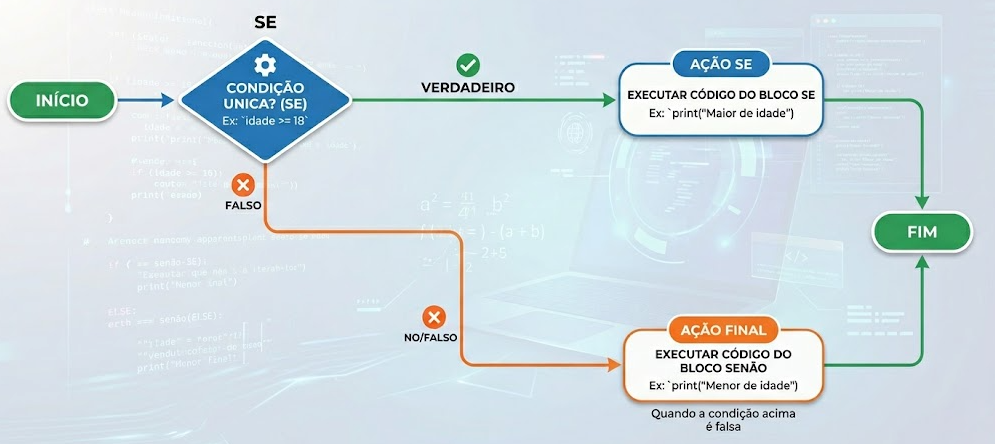 SE
INÍCIO
CONDIÇÃO
UNICA? (SE)
Ex: `idade >= 18`
VERDADEIRO
AÇÃO SE
EXECUTAR CÓDIGO DO BLOCO SE
Ex: `print("Maior de idade")
FALSO
FIM
NO/FALSO
AÇÃO FINAL
EXECUTAR CÓDIGO DO
BLOCO SENÃO
Ex: `print("Menor de idade")
Quando a condição acima
é falsa